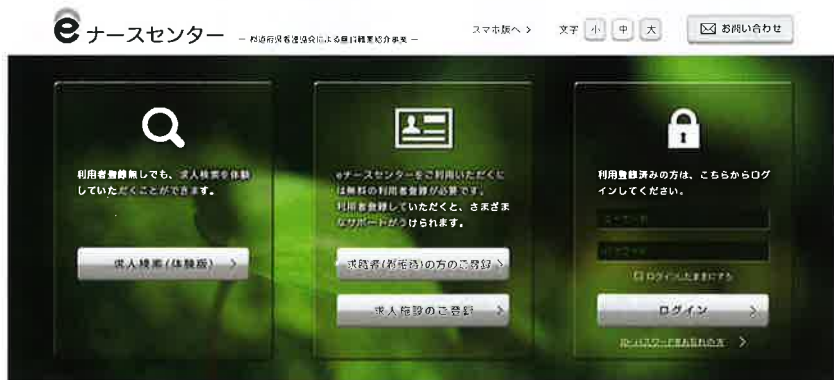 eナースセンター
— 都道府県看護協会による無料職業紹介事業 —
スマホ版へ >
文字 小 中 大
お問い合わせ
利用者登録無しでも、求人検索を体験
していただくことができます。
求人検索(体験版) >
eナースセンターをご利用いただくに
は無料の利用者登録が必要です。
利用者登録していただくと、さまざま
なサポートがうけられます。
求職者(看護師)の方のご登録 >
求人施設のご登録 >
利用登録済みの方は、こちらからログ
インしてください。
ログインしたままにする
ログイン >
ID・パスワードをお忘れの方 >